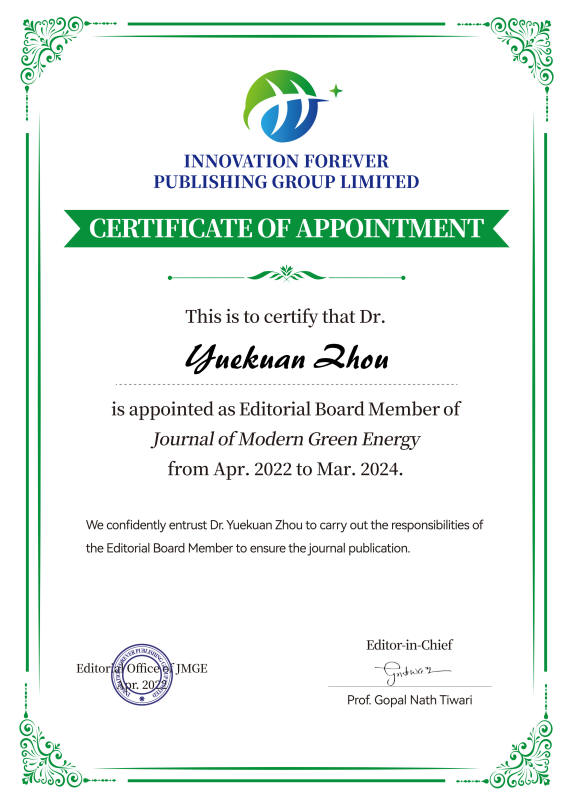 INNOVATION FOREVER
PUBLISHING GROUP LIMITED
CERTIFICATE OF APPOINTMENT
This is to certify that Dr.
Yuekuan Zhou
is appointed as Editorial Board Member of
Journal of Modern Green Energy
from Apr. 2022 to Mar. 2024.
We confidently entrust Dr. Yuekuan Zhou to carry out the responsibilities of
the Editorial Board Member to ensure the journal publication.
Editorial Office of JMGE
Apr. 2022
INNOVATION FOREVER PUBLISHING GROUP LIMITED
Editor-in-Chief
Prof. Gopal Nath Tiwari